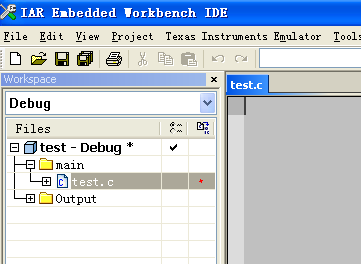 IAR Embedded Workbench IDE
File Edit View Project Texas Instruments Emulator Tools
Workspace
test.c
Debug
Files
test - Debug *
main
test.c *
Output